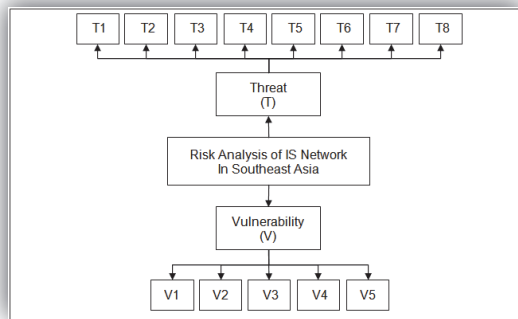 T1 T2 T3 T4 T5 T6 T7 T8
Threat
(T)
Risk Analysis of IS Network
In Southeast Asia
Vulnerability
(V)
V1 V2 V3 V4 V5